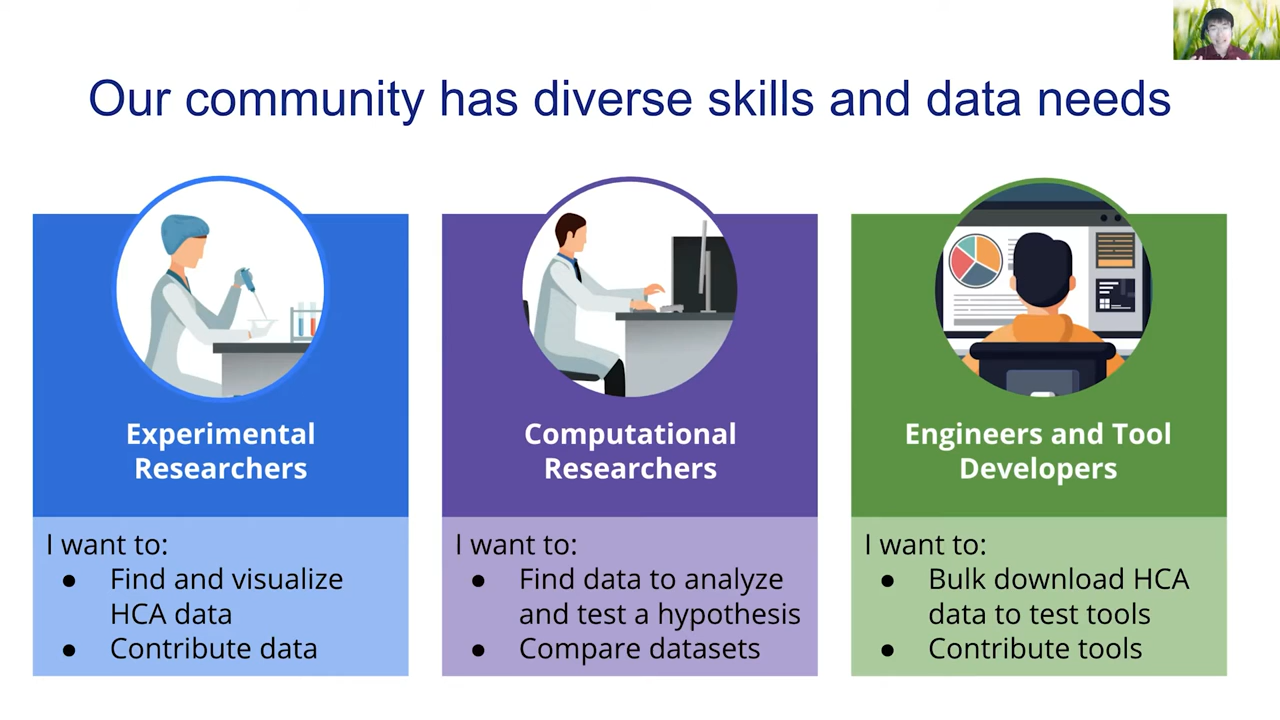 Our community has diverse skills and data needs
Experimental
Researchers
I want to:
● Find and visualize
HCA data
● Contribute data
Computational
Researchers
I want to:
● Find data to analyze
and test a hypothesis
● Compare datasets
Engineers and Tool
Developers
I want to:
● Bulk download HCA
data to test tools
● Contribute tools